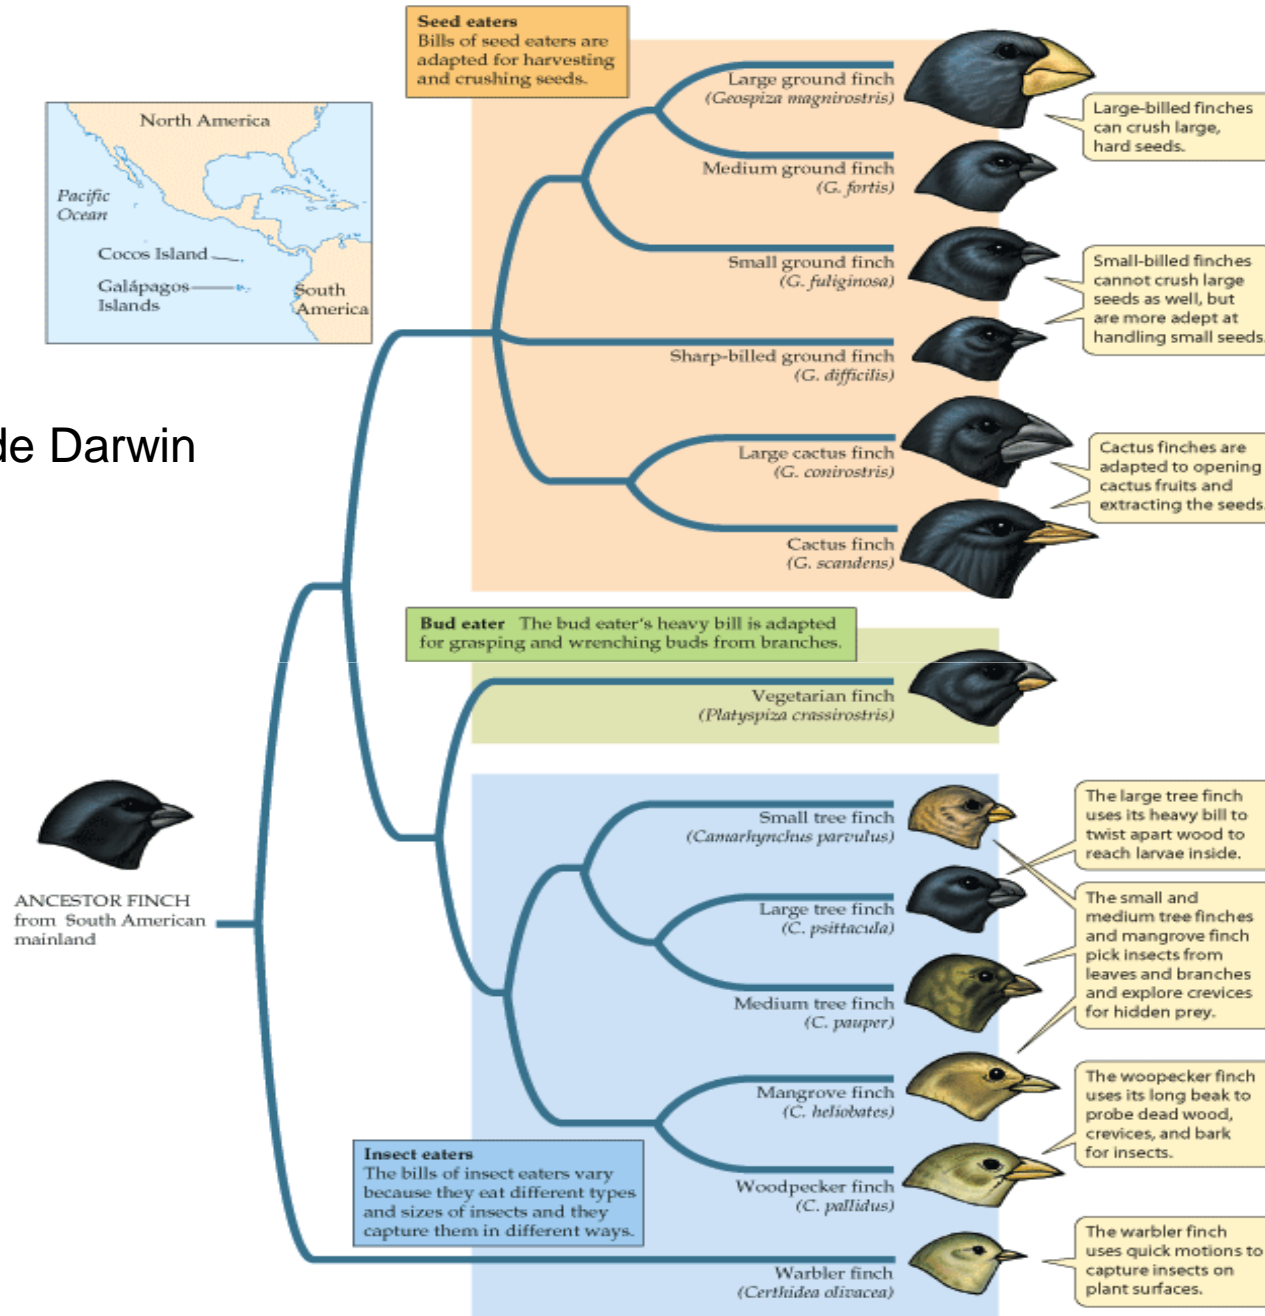 Seed eaters
Bills of seed eaters are
adapted for harvesting
and crushing seeds.
North America
Pacific
Ocean
Cocos Island
Galápagos
Islands
South
America
de Darwin
Large ground finch
(Geospiza magnirostris)
Large-billed finches
can crush large,
hard seeds.
Medium ground finch
(G. fortis)
Small ground finch
(G. fuliginosa)
Small-billed finches
cannot crush large
seeds as well, but
are more adept at
handling small seeds.
Sharp-billed ground finch
(G. difficilis)
Large cactus finch
(G. conirostris)
Cactus finches are
adapted to opening
cactus fruits and
extracting the seeds.
Cactus finch
(G. scandens)
Bud eater The bud eater's heavy bill is adapted
for grasping and wrenching buds from branches.
Vegetarian finch
(Platyspiza crassirostris)
ANCESTOR FINCH
from South American
mainland
Small tree finch
(Camarhynchus parvulus)
The large tree finch
uses its heavy bill to
twist apart wood to
reach larvae inside.
Large tree finch
(C. psittacula)
The small and
medium tree finches
and mangrove finch
pick insects from
leaves and branches
and explore crevices
for hidden prey.
Medium tree finch
(C. pauper)
Mangrove finch
(C. heliobates)
The woopecker finch
uses its long beak to
probe dead wood,
crevices, and bark
for insects.
Insect eaters
The bills of insect eaters vary
because they eat different types
and sizes of insects and they
capture them in different ways.
Woodpecker finch
(C. pallidus)
Warbler finch
(Certhidea olivacea)
The warbler finch
uses quick motions to
capture insects on
plant surfaces.